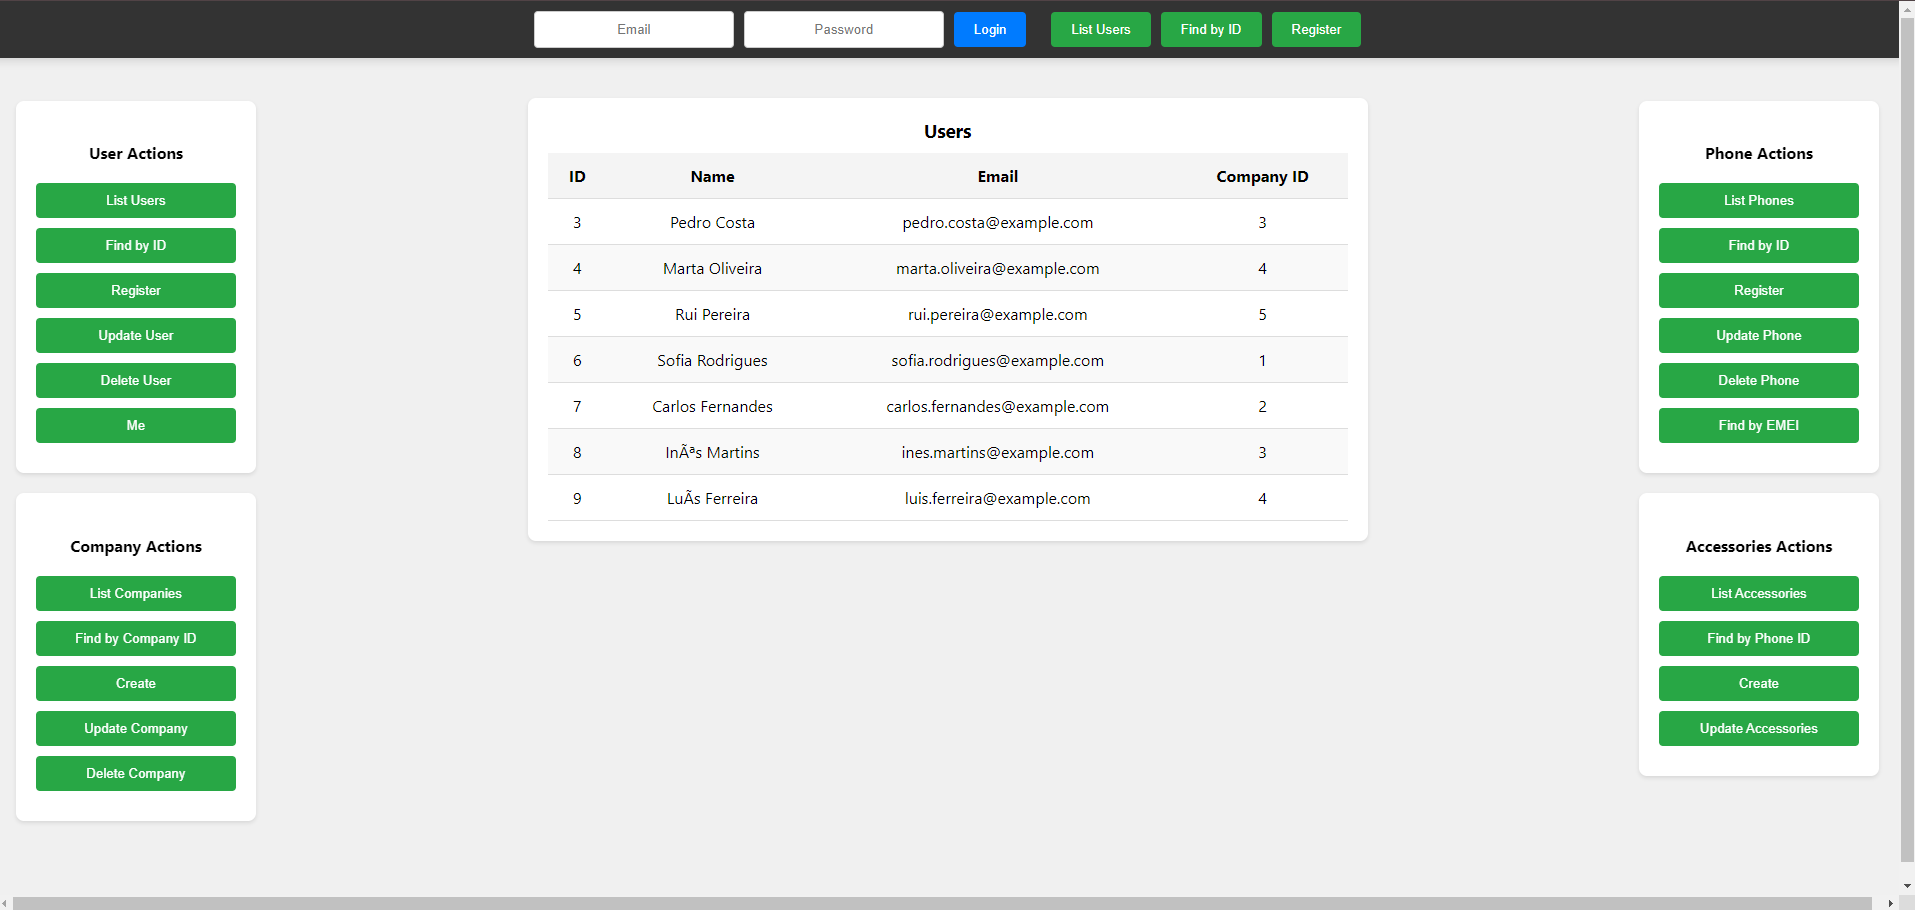 Email Password Login List Users Find by ID Register
User Actions
List Users
Find by ID
Register
Update User
Delete User
Me
Company Actions
List Companies
Find by Company ID
Create
Update Company
Delete Company
Users
ID Name Email Company ID
3 Pedro Costa pedro.costa@example.com 3
4 Marta Oliveira marta.oliveira@example.com 4
5 Rui Pereira rui.pereira@example.com 5
6 Sofia Rodrigues sofia.rodrigues@example.com 1
7 Carlos Fernandes carlos.fernandes@example.com 2
8 InÃªs Martins ines.martins@example.com 3
9 LuÃs Ferreira luis.ferreira@example.com 4
Phone Actions
List Phones
Find by ID
Register
Update Phone
Delete Phone
Find by EMEI
Accessories Actions
List Accessories
Find by Phone ID
Create
Update Accessories